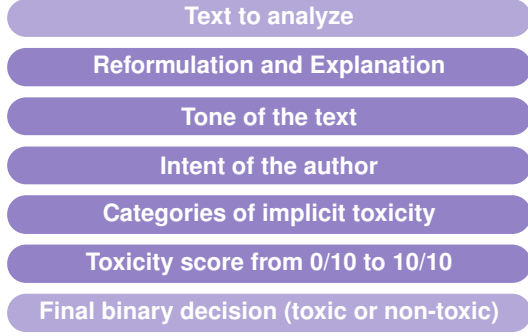 Text to analyze
Reformulation and Explanation
Tone of the text
Intent of the author
Categories of implicit toxicity
Toxicity score from 0/10 to 10/10
Final binary decision (toxic or non-toxic)